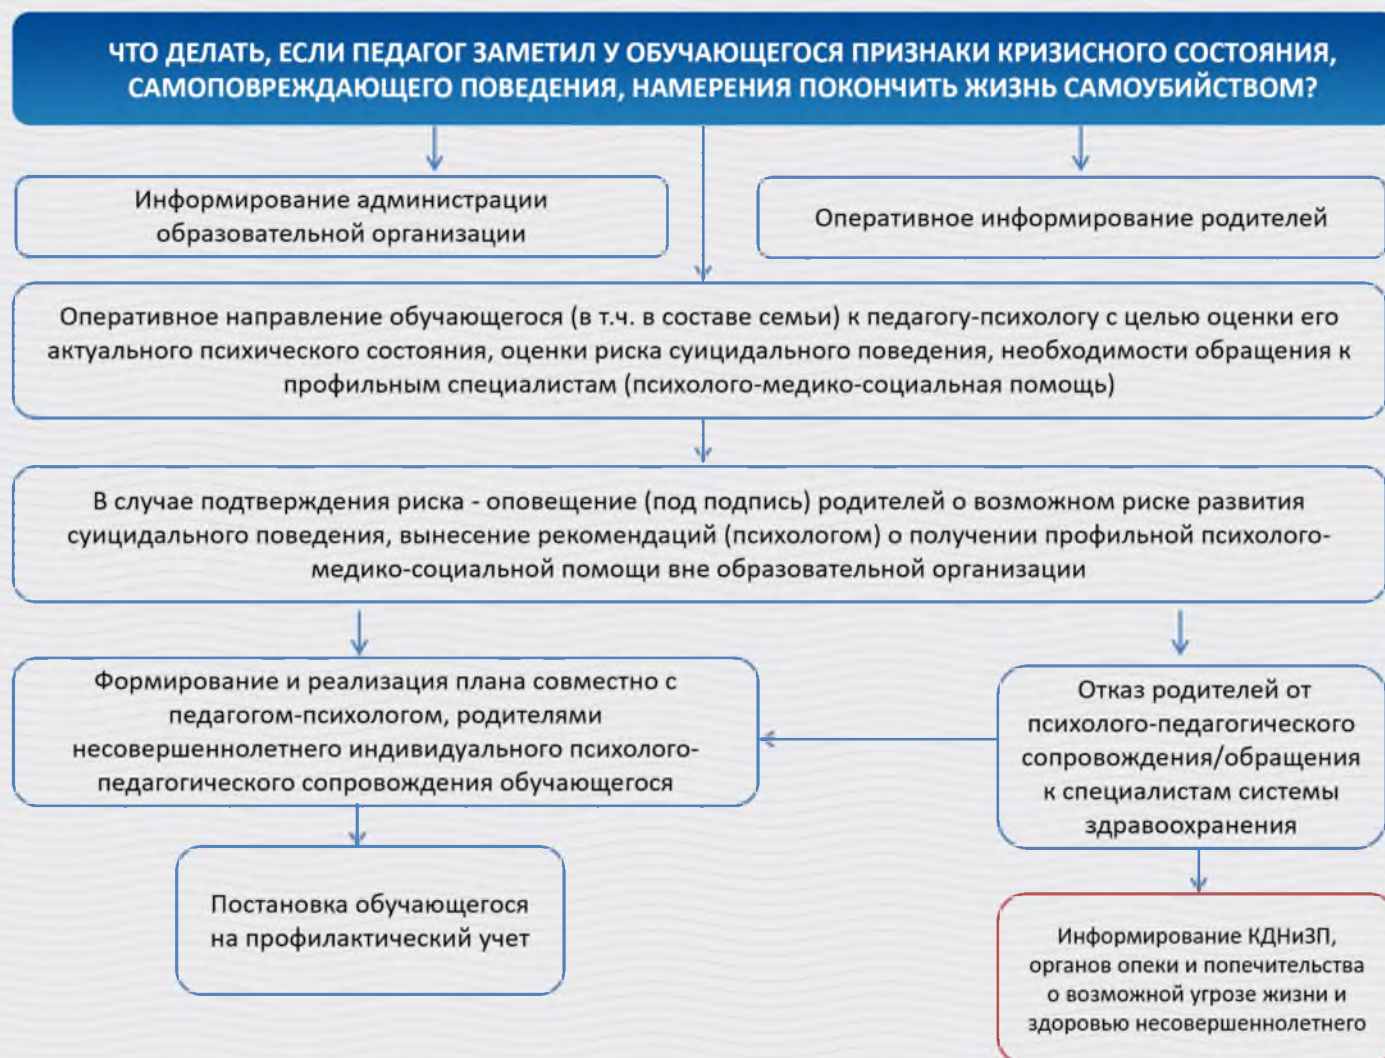 ЧТО ДЕЛАТЬ, ЕСЛИ ПЕДАГОГ ЗАМЕТИЛ У ОБУЧАЮЩЕГОСЯ ПРИЗНАКИ КРИЗИСНОГО СОСТОЯНИЯ,
САМОПОВРЕЖДАЮЩЕГО ПОВЕДЕНИЯ, НАМЕРЕНИЯ ПОКОНЧИТЬ ЖИЗНЬ САМОУБИЙСТВОМ?
Информирование администрации
образовательной организации
Оперативное информирование родителей
Оперативное направление обучающегося (в т.ч. в составе семьи) к педагогу-психологу с целью оценки его
актуального психического состояния, оценки риска суицидального поведения, необходимости обращения к
профильным специалистам (психолого-медико-социальная помощь)
В случае подтверждения риска - оповещение (под подпись) родителей о возможном риске развития
суицидального поведения, вынесение рекомендаций (психологом) о получении профильной психолого-
медико-социальной помощи вне образовательной организации
Формирование и реализация плана совместно с
педагогом-психологом, родителями
несовершеннолетнего индивидуального психолого-
педагогического сопровождения обучающегося
Отказ родителей от
психолого-педагогического
сопровождения/обращения
к специалистам системы
здравоохранения
Постановка обучающегося
на профилактический учет
Информирование КДНиЗП,
органов опеки и попечительства
о возможной угрозе жизни и
здоровью несовершеннолетнего